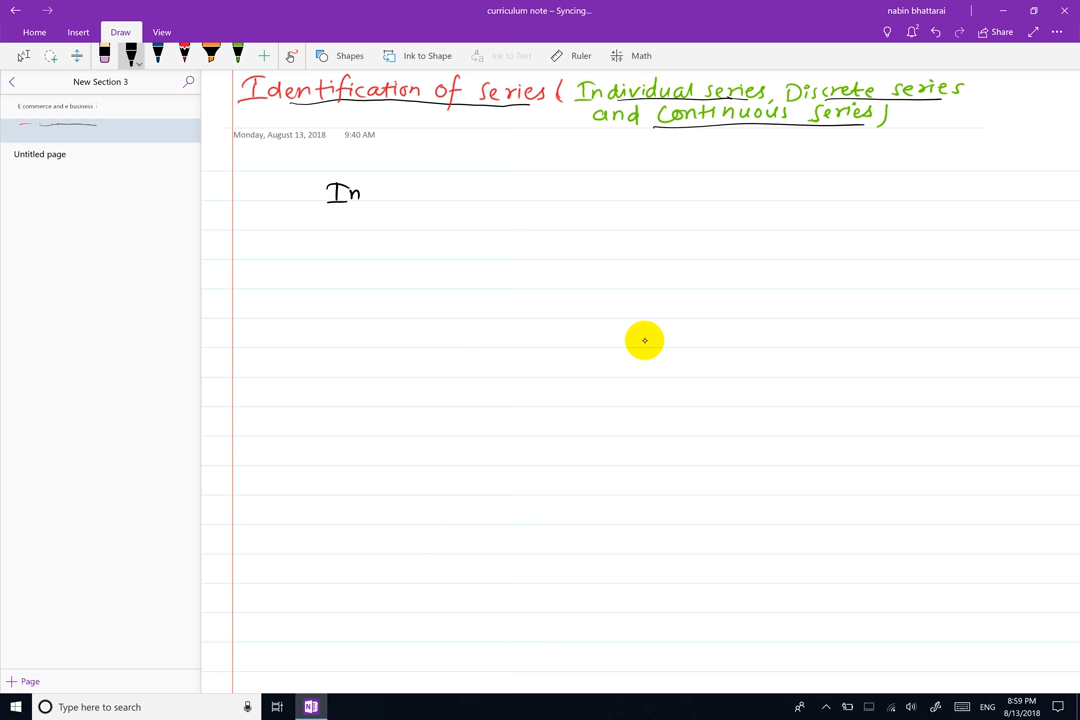 curriculum note – Syncing...
nabin bhattarai
Home Insert Draw View
Share
Shapes Ink to Shape Ink to Text Ruler Math
New Section 3
E commerce and e business
Untitled page
Identification of series ( Individual series, Discrete series
and Continuous series)
Monday, August 13, 2018 9:40 AM
In
Page
Type here to search
ENG
8:59 PM
8/13/2018